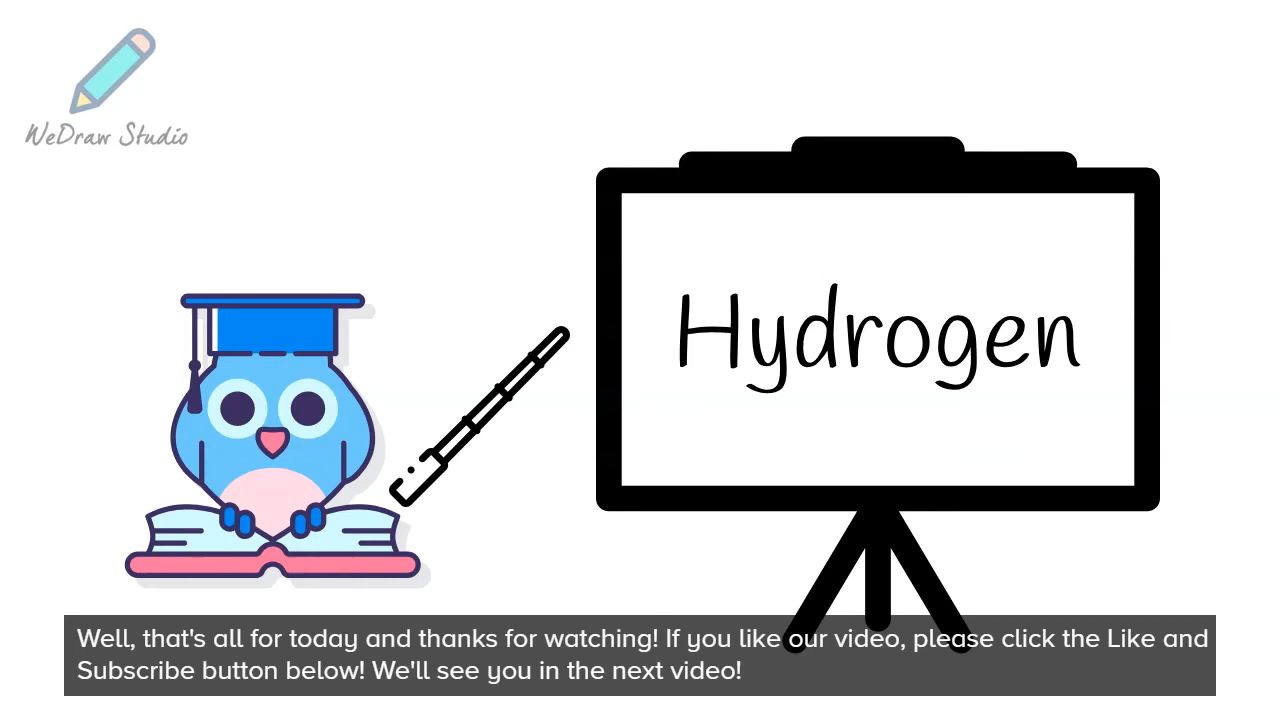 WeDraw Studio
Hydrogen
Well, that's all for today and thanks for watching! If you like our video, please click the Like and
Subscribe button below! We'll see you in the next video!